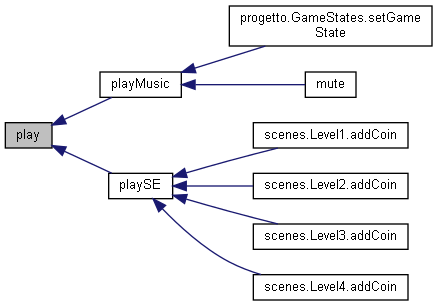 progetto.GameStates.setGame
State
playMusic
mute
play
scenes.Level1.addCoin
playSE
scenes.Level2.addCoin
scenes.Level3.addCoin
scenes.Level4.addCoin